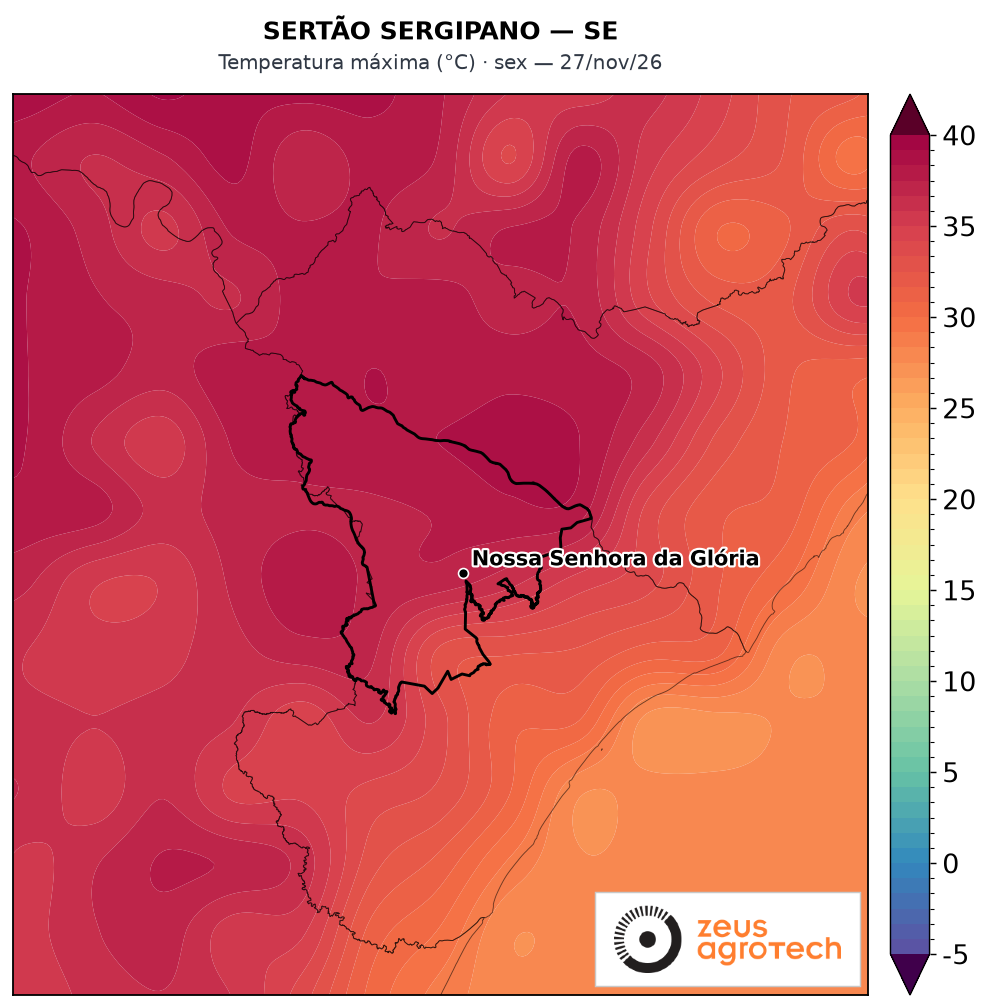 SERTÃO SERGIPANO — SE
Temperatura máxima (°C) · sex — 27/nov/26
40
35
30
25
20
15
10
5
0
-5
Nossa Senhora da Glória
zeus
agrotech